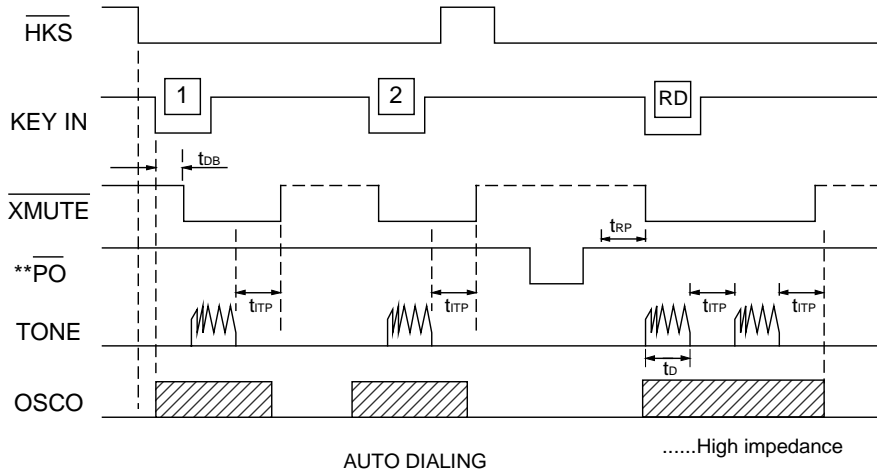 HKS
1
2
RD
KEY IN
tDB
XMUTE
tRP
**PO
tITP
tITP
tITP
tITP
TONE
tD
OSCO
......High impedance
AUTO DIALING